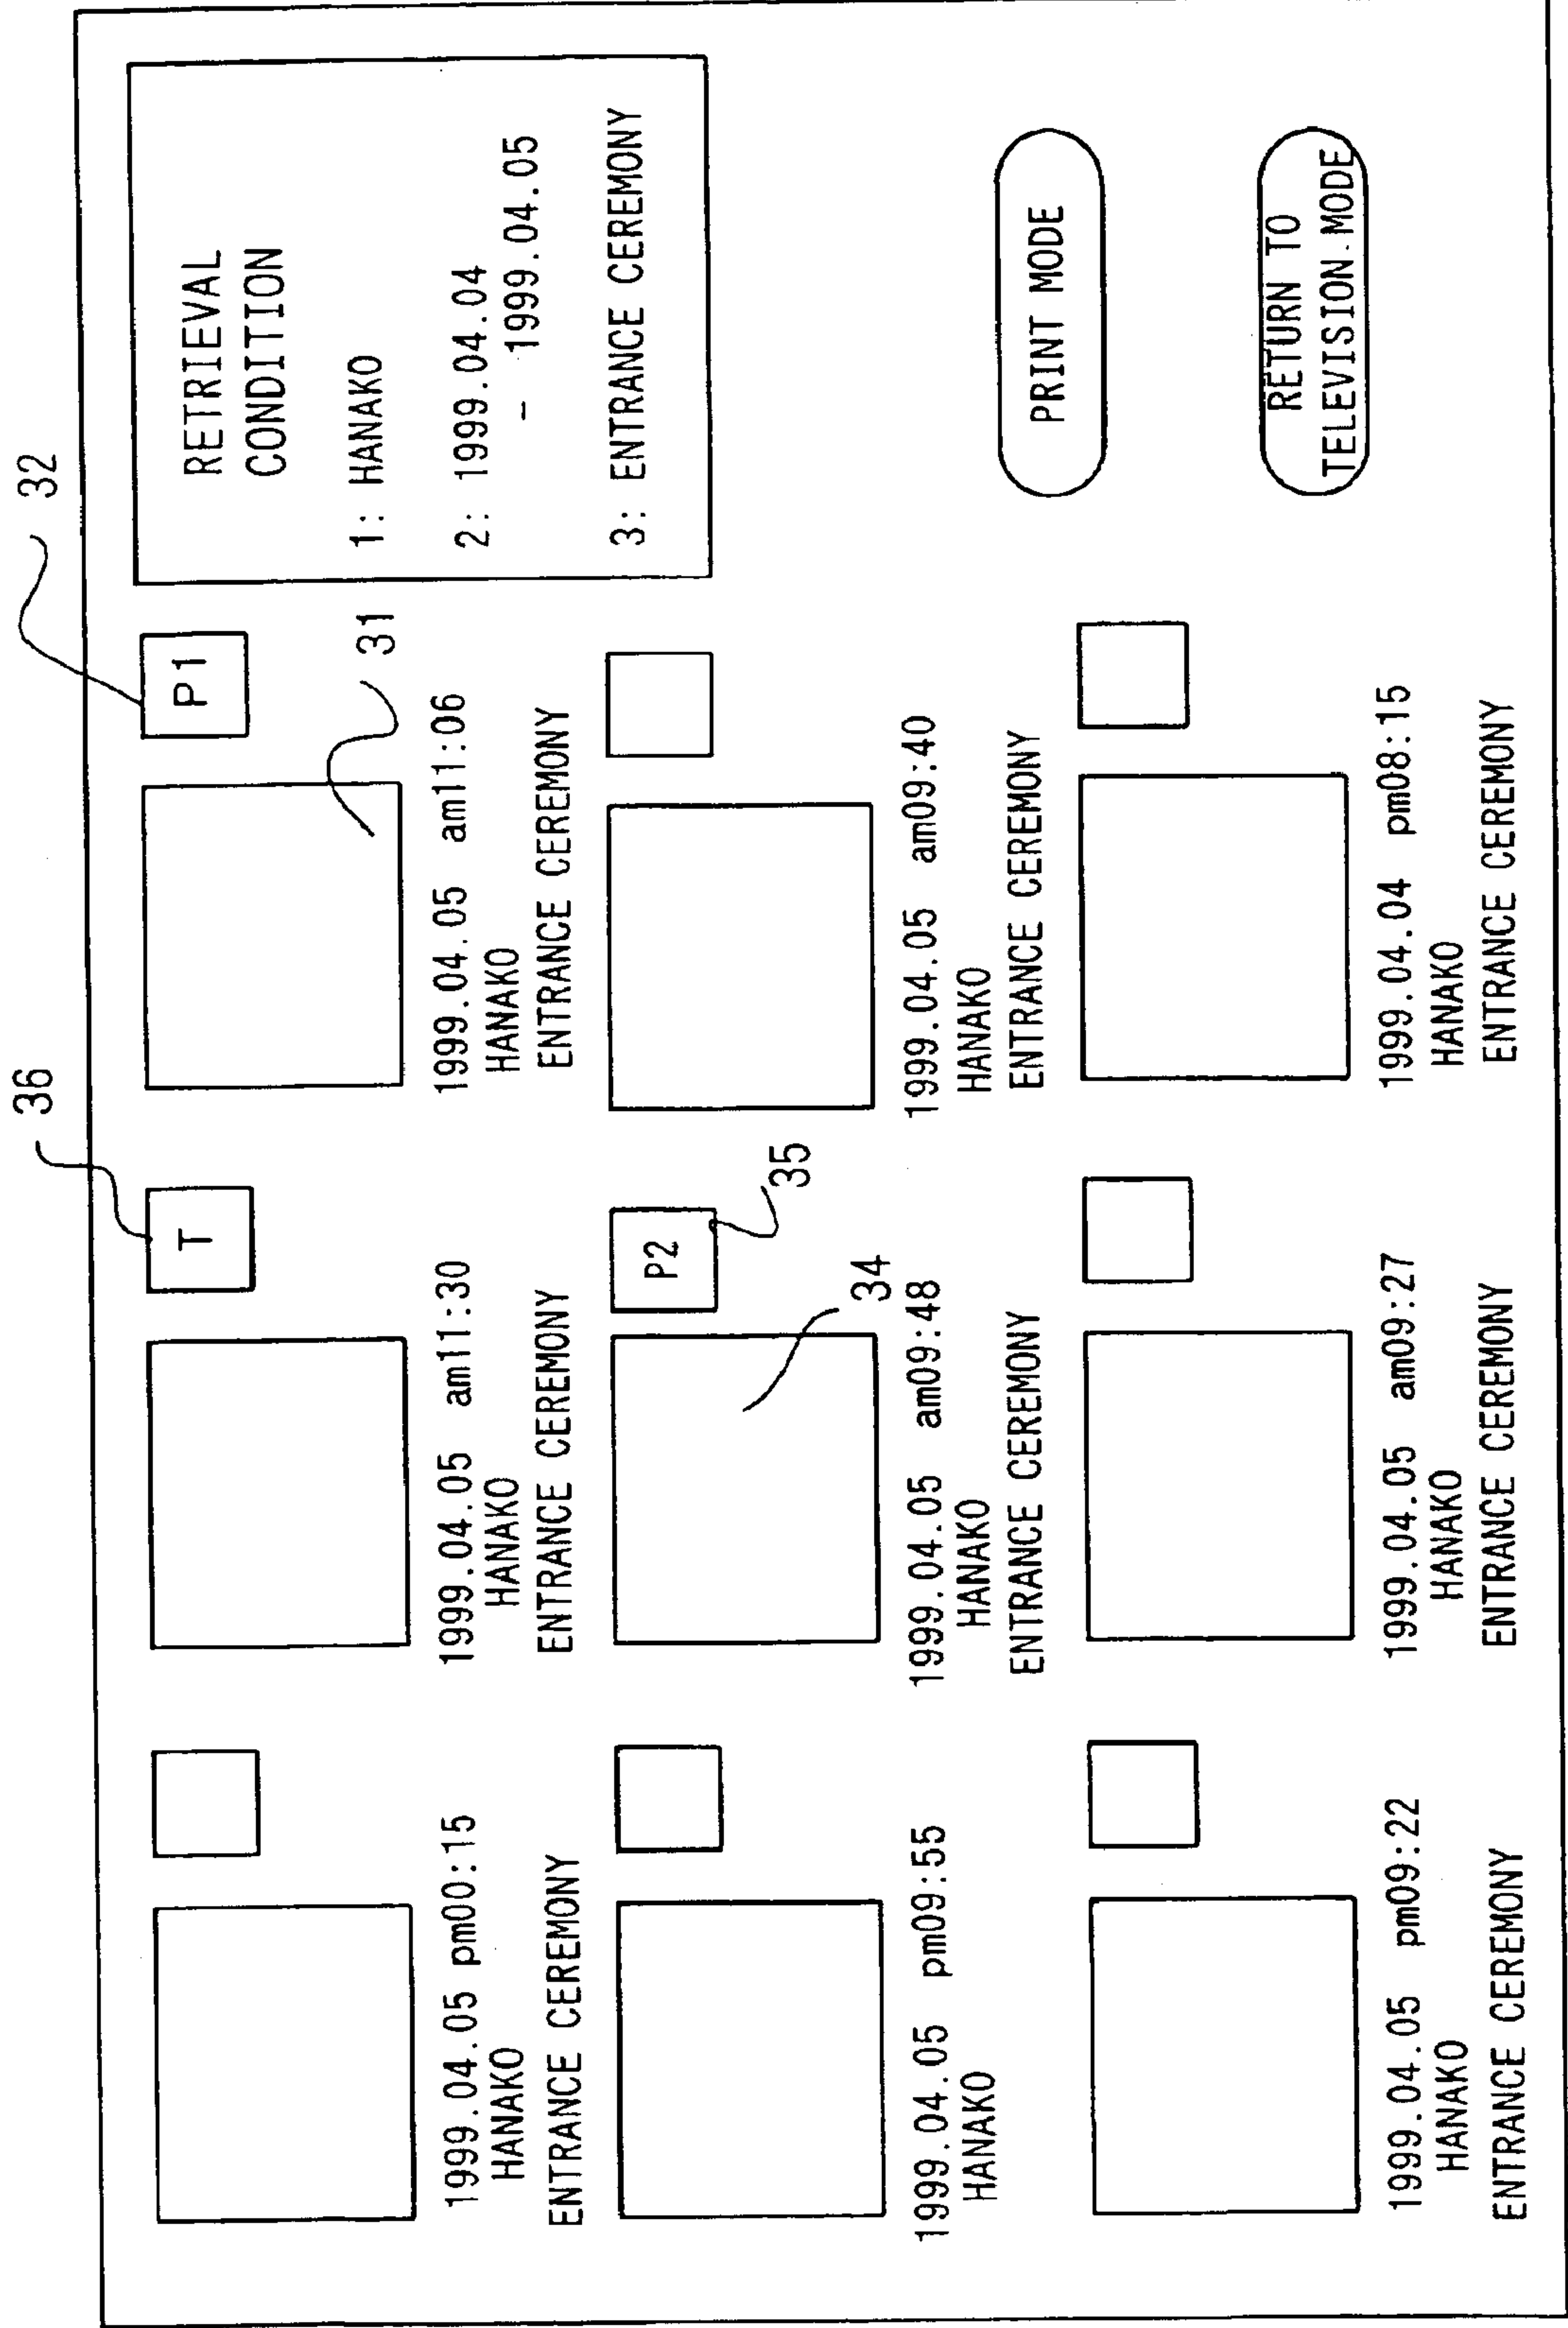 36
32
T
P1
RETRIEVAL
CONDITION
1: HANAKO
2: 1999.04.04
- 1999.04.05
3: ENTRANCE CEREMONY
31
1999.04.05 pm00:15
HANAKO
ENTRANCE CEREMONY
1999.04.05 am11:30
HANAKO
ENTRANCE CEREMONY
1999.04.05 am11:06
HANAKO
ENTRANCE CEREMONY
P2
35
34
1999.04.05 pm09:55
HANAKO
1999.04.05 am09:48
HANAKO
ENTRANCE CEREMONY
1999.04.05 am09:40
HANAKO
ENTRANCE CEREMONY
PRINT MODE
1999.04.05 pm09:22
HANAKO
ENTRANCE CEREMONY
1999.04.05 am09:27
HANAKO
ENTRANCE CEREMONY
1999.04.04 pm08:15
HANAKO
ENTRANCE CEREMONY
RETURN TO
TELEVISION MODE